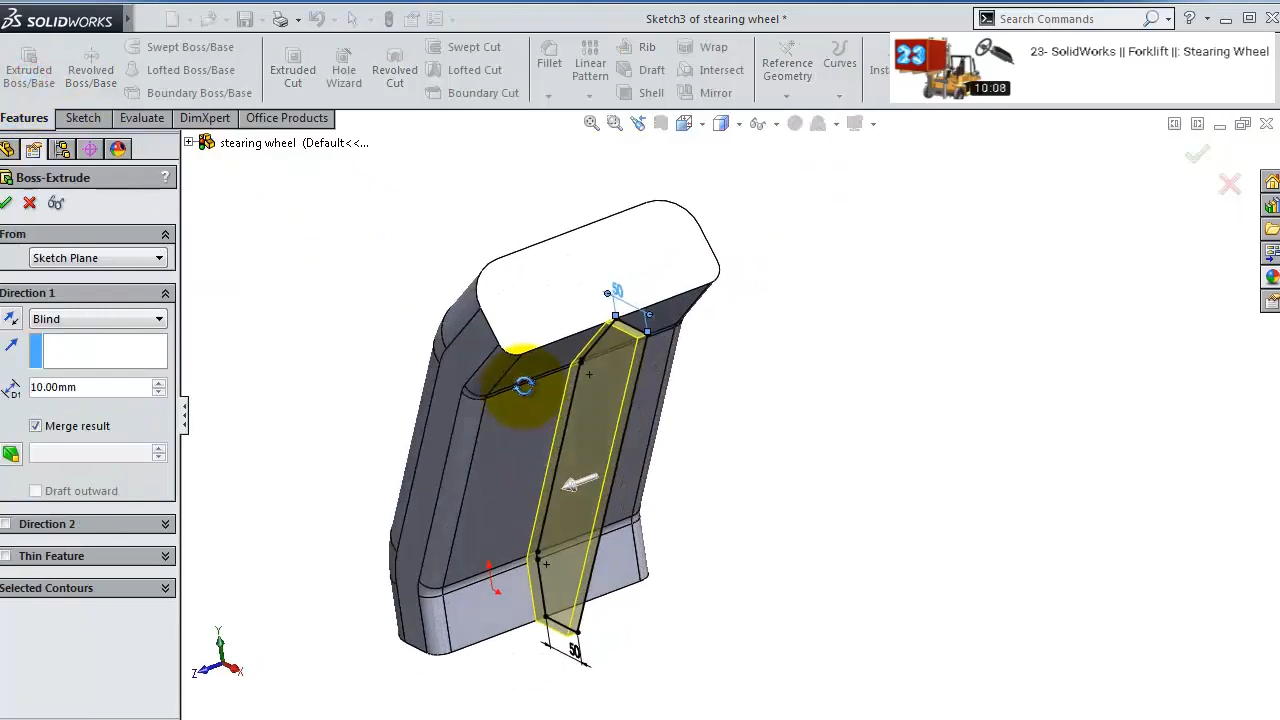 SOLIDWORKS
Sketch3 of stearing wheel *
Search Commands
?
Extruded
Boss/Base
Revolved
Boss/Base
Swept Boss/Base
Lofted Boss/Base
Boundary Boss/Base
Extruded
Cut
Hole
Wizard
Revolved
Cut
Swept Cut
Lofted Cut
Boundary Cut
Fillet
Linear
Pattern
Rib
Draft
Shell
Wrap
Intersect
Mirror
Reference
Geometry
Curves
Inst
23
10:08
23- SolidWorks || Forklift ||: Stearing Wheel
Features
Sketch
Evaluate
DimXpert
Office Products
stearing wheel (Default<<...
Boss-Extrude
?
From
Sketch Plane
Direction 1
Blind
D1
10.00mm
Merge result
Draft outward
Direction 2
Thin Feature
Selected Contours
50
50
Y
Z
X